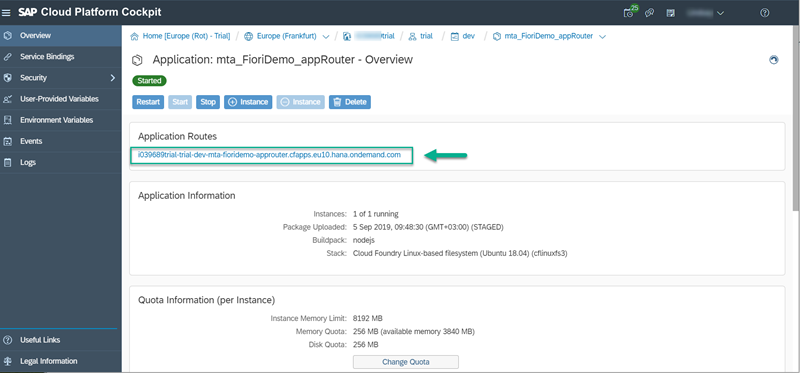 SAP Cloud Platform Cockpit
25
Overview
Service Bindings
Security
User-Provided Variables
Environment Variables
Events
Logs
Useful Links
Legal Information
Home [Europe (Rot) - Trial] / Europe (Frankfurt) / trial / trial / dev / mta_FioriDemo_appRouter
Application: mta_FioriDemo_appRouter - Overview
Started
Restart Start Stop Instance Instance Delete
Application Routes
i039689trial-trial-dev-mta-fioridemo-approuter.cfapps.eu10.hana.ondemand.com
Application Information
Instances: 1 of 1 running
Package Uploaded: 5 Sep 2019, 09:48:30 (GMT+03:00) (STAGED)
Buildpack: nodejs
Stack: Cloud Foundry Linux-based filesystem (Ubuntu 18.04) (cflinuxfs3)
Quota Information (per Instance)
Instance Memory Limit: 8192 MB
Memory Quota: 256 MB (available memory 3840 MB)
Disk Quota: 256 MB
Change Quota